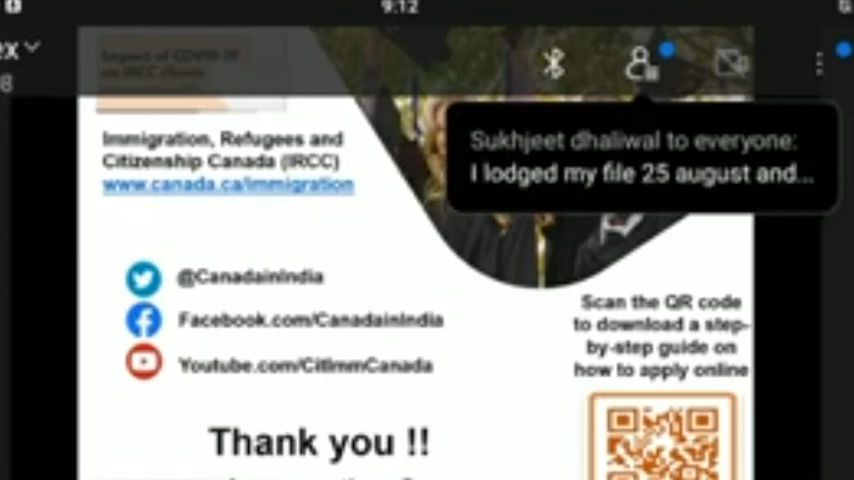 9:12
Impact of COVID-19
on IRCC clients
Sukhjeet dhaliwal to everyone:
I lodged my file 25 august and...
Immigration, Refugees and
Citizenship Canada (IRCC)
www.canada.ca/immigration
@CanadainIndia
Facebook.com/CanadainIndia
Youtube.com/CitImmCanada
Scan the QR code
to download a step-
by-step guide on
how to apply online
Thank you !!